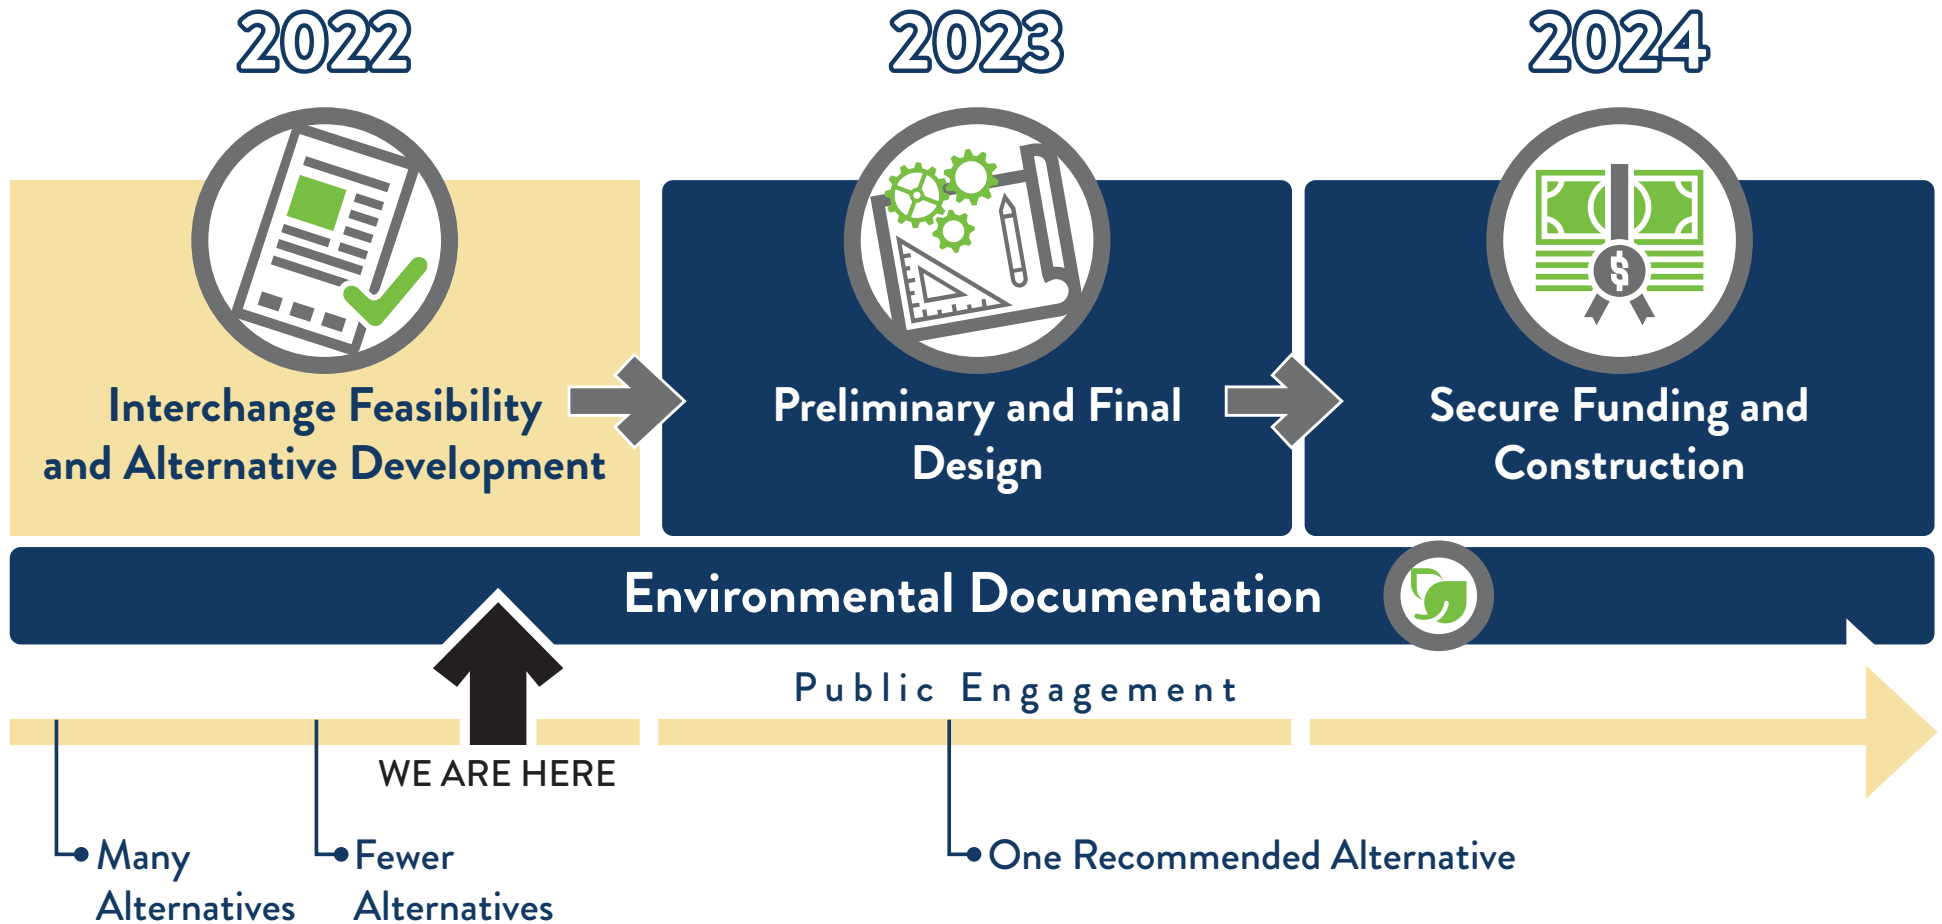 2022
2023
2024
Interchange Feasibility
and Alternative Development
Preliminary and Final
Design
Secure Funding and
Construction
$
Environmental Documentation
Public Engagement
WE ARE HERE
Many
Alternatives
Fewer
Alternatives
One Recommended Alternative